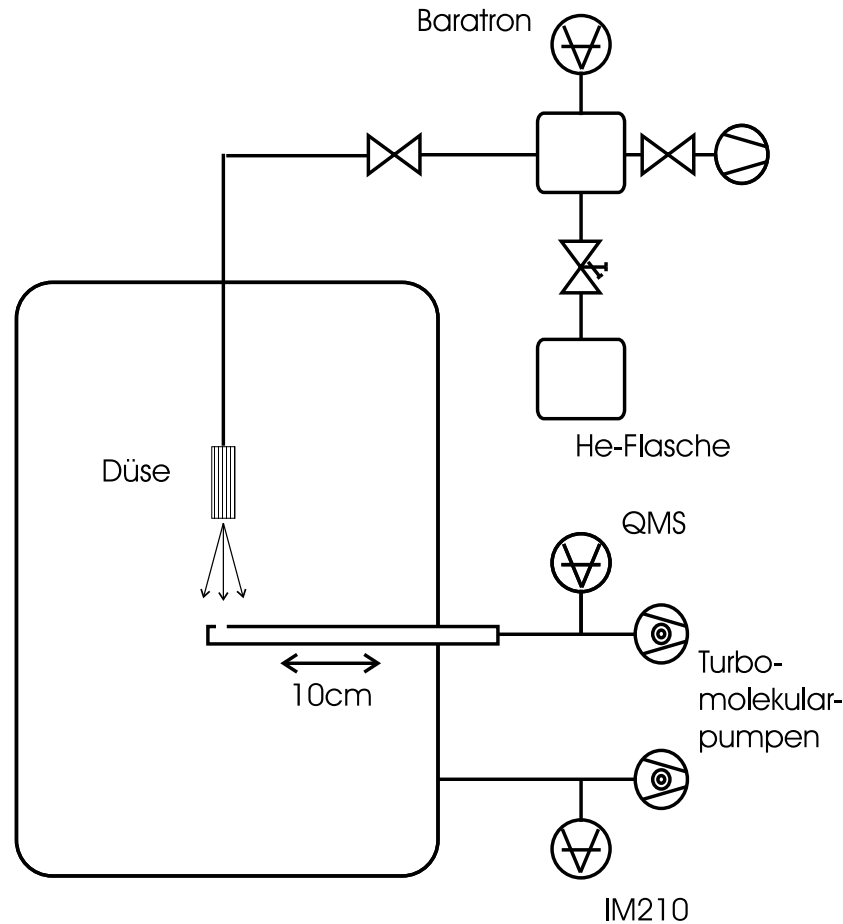 Baratron
He-Flasche
Düse
QMS
10cm
Turbo-
molekular-
pumpen
IM210